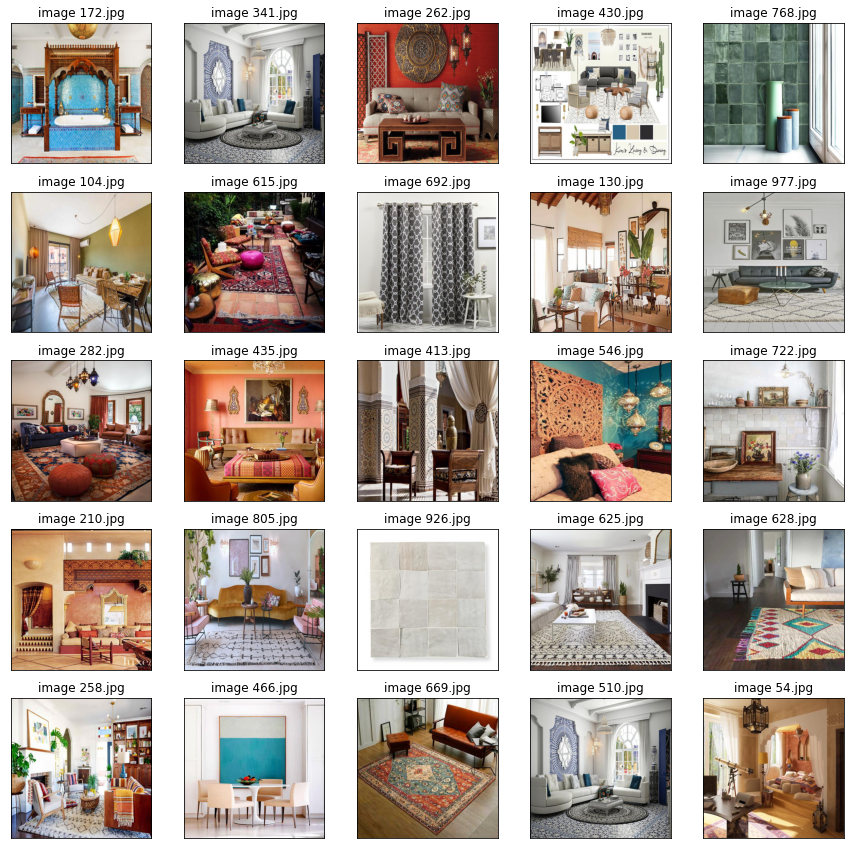 image 172.jpg
image 341.jpg
image 262.jpg
image 430.jpg
image 768.jpg
image 104.jpg
image 615.jpg
image 692.jpg
image 130.jpg
image 977.jpg
image 282.jpg
image 435.jpg
image 413.jpg
image 546.jpg
image 722.jpg
image 210.jpg
image 805.jpg
image 926.jpg
image 625.jpg
image 628.jpg
image 258.jpg
image 466.jpg
image 669.jpg
image 510.jpg
image 54.jpg